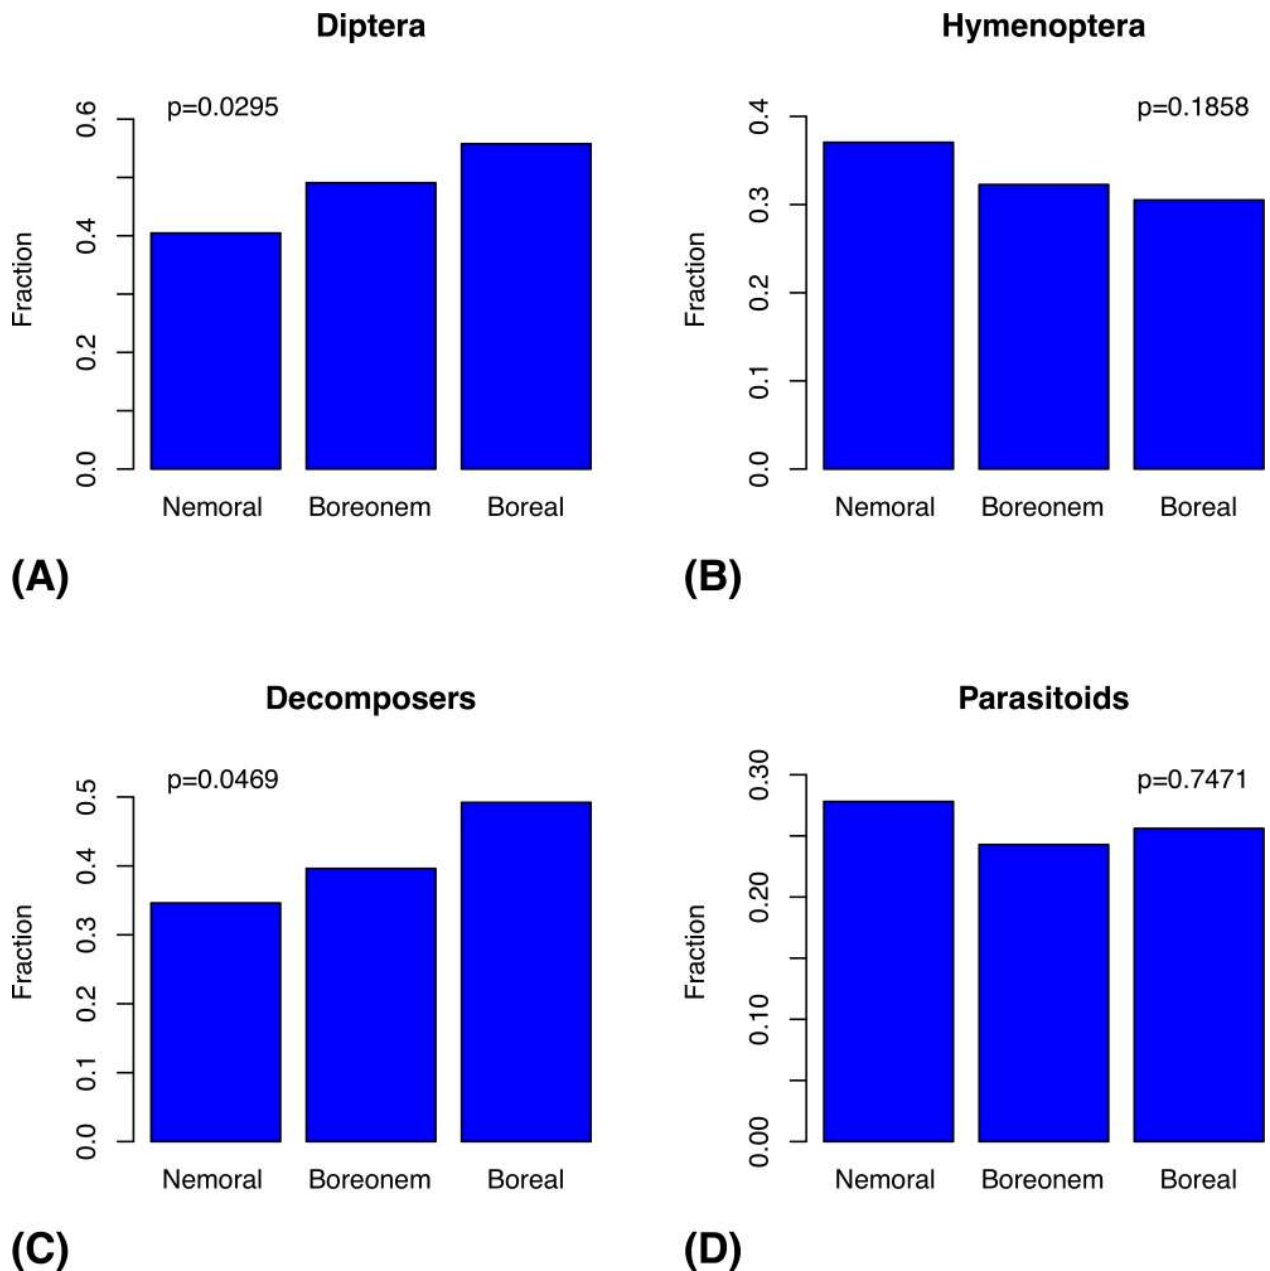 Diptera
p=0.0295
Fraction
0.0
0.2
0.4
0.6
Nemoral Boreonem Boreal
(A)
Hymenoptera
p=0.1858
Fraction
0.0
0.1
0.2
0.3
0.4
Nemoral Boreonem Boreal
(B)
Decomposers
p=0.0469
Fraction
0.0
0.1
0.2
0.3
0.4
0.5
Nemoral Boreonem Boreal
(C)
Parasitoids
p=0.7471
Fraction
0.00
0.10
0.20
0.30
Nemoral Boreonem Boreal
(D)